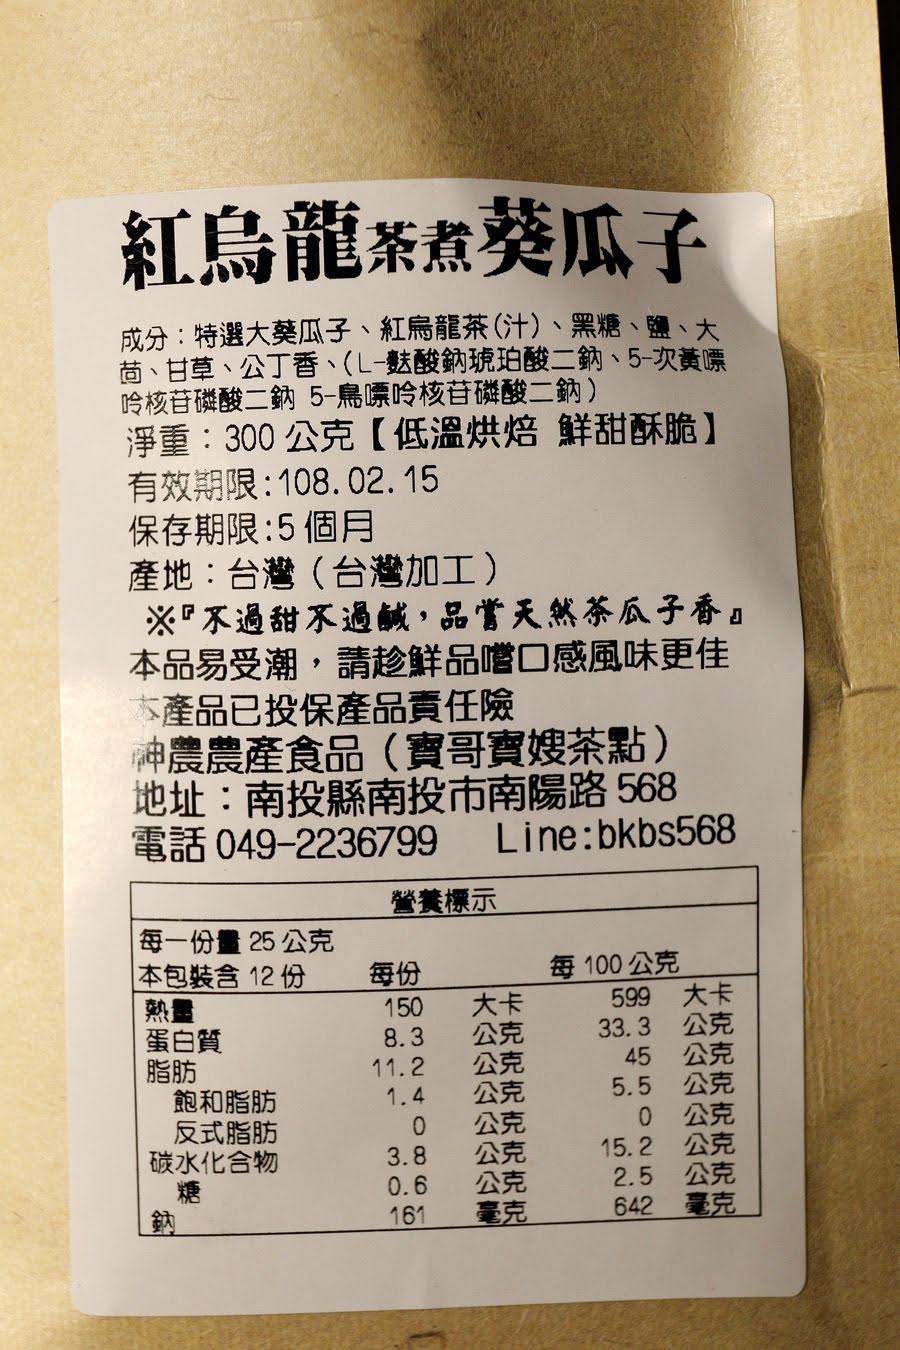 紅烏龍茶煮葵瓜子
成分：特選大葵瓜子、紅烏龍茶(汁)、黑糖、鹽、大
茴、甘草、公丁香、(L-麩酸鈉琥珀酸二鈉、5-次黃嘌
呤核苷磷酸二鈉 5-鳥嘌呤核苷磷酸二鈉)
淨重：300 公克【低溫烘焙 鮮甜酥脆】
有效期限:108.02.15
保存期限:5 個月
產地：台灣（台灣加工）
※『不過甜不過鹹，品嘗天然茶瓜子香』
本品易受潮，請趁鮮品嚐口感風味更佳
本產品已投保產品責任險
神農農產食品（寶哥寶嫂茶點）
地址：南投縣南投市南陽路 568
電話 049-2236799 Line:bkbs568
營養標示
每一份量 25 公克
本包裝含 12 份 每份 每 100 公克
熱量 150 大卡 599 大卡
蛋白質 8.3 公克 33.3 公克
脂肪 11.2 公克 45 公克
飽和脂肪 1.4 公克 5.5 公克
反式脂肪 0 公克 0 公克
碳水化合物 3.8 公克 15.2 公克
糖 0.6 公克 2.5 公克
鈉 161 毫克 642 毫克